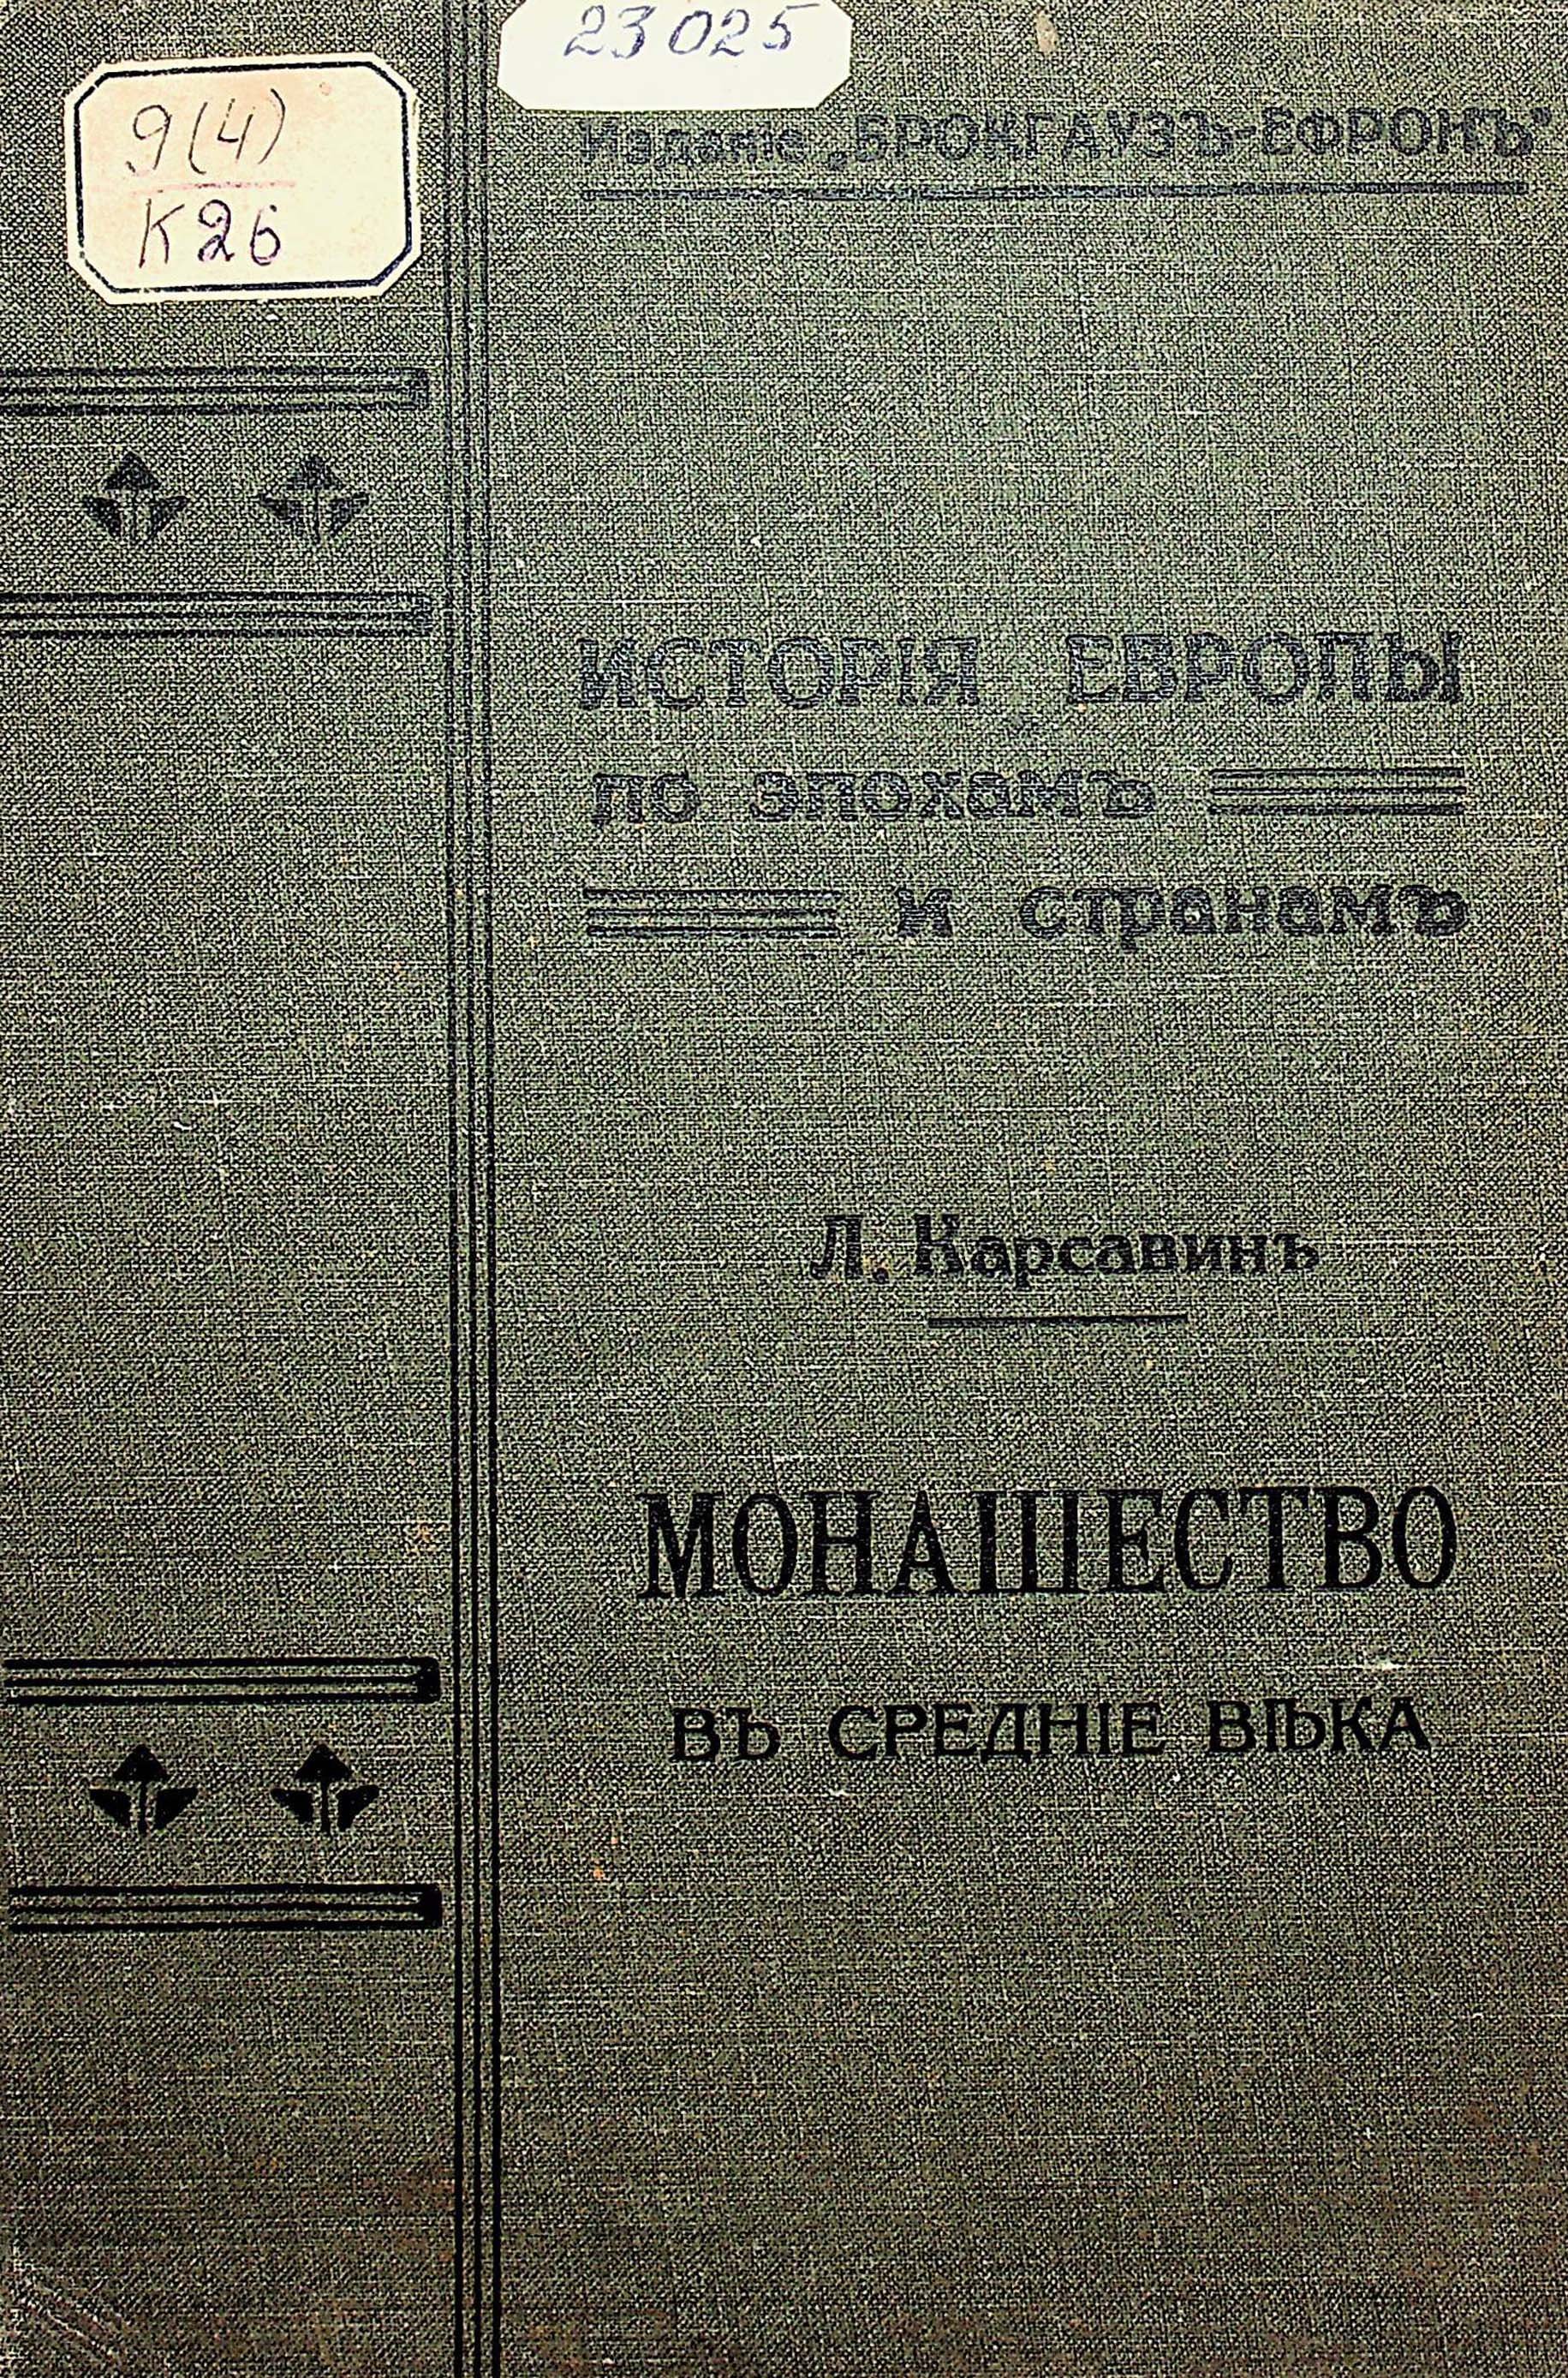 23025
9(4)
К26
Изданіе „БРОКГАУЗЪ-ЕФРОНЪ"
ИСТОРІЯ ЕВРОПЫ
по эпохамъ
и странамъ
Л. Карсавинъ
МОНАШЕСТВО
ВЪ СРЕДНІЕ ВѢКА